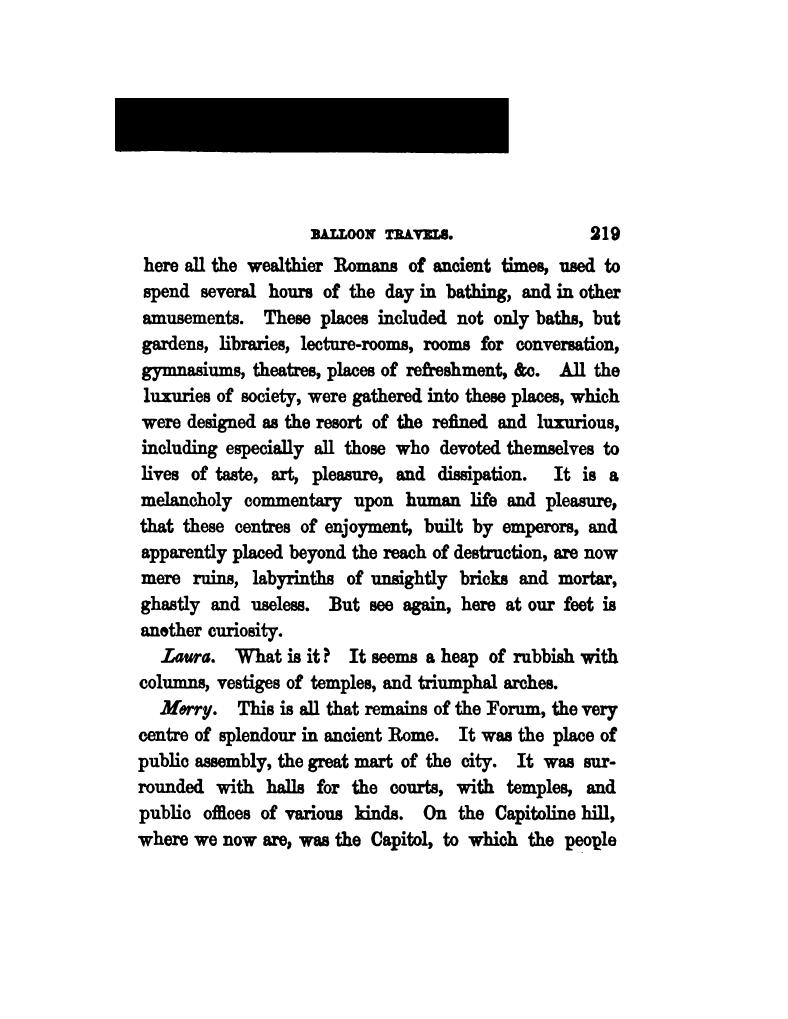 BALLOON TRAVELS. 219
here all the wealthier Romans of ancient times, used to
spend several hours of the day in bathing, and in other
amusements. These places included not only baths, but
gardens, libraries, lecture-rooms, rooms for conversation,
gymnasiums, theatres, places of refreshment, &c. All the
luxuries of society, were gathered into these places, which
were designed as the resort of the refined and luxurious,
including especially all those who devoted themselves to
lives of taste, art, pleasure, and dissipation. It is a
melancholy commentary upon human life and pleasure,
that these centres of enjoyment, built by emperors, and
apparently placed beyond the reach of destruction, are now
mere ruins, labyrinths of unsightly bricks and mortar,
ghastly and useless. But see again, here at our feet is
another curiosity.
Laura. What is it? It seems a heap of rubbish with
columns, vestiges of temples, and triumphal arches.
Merry. This is all that remains of the Forum, the very
centre of splendour in ancient Rome. It was the place of
public assembly, the great mart of the city. It was sur-
rounded with halls for the courts, with temples, and
public offices of various kinds. On the Capitoline hill,
where we now are, was the Capitol, to which the people